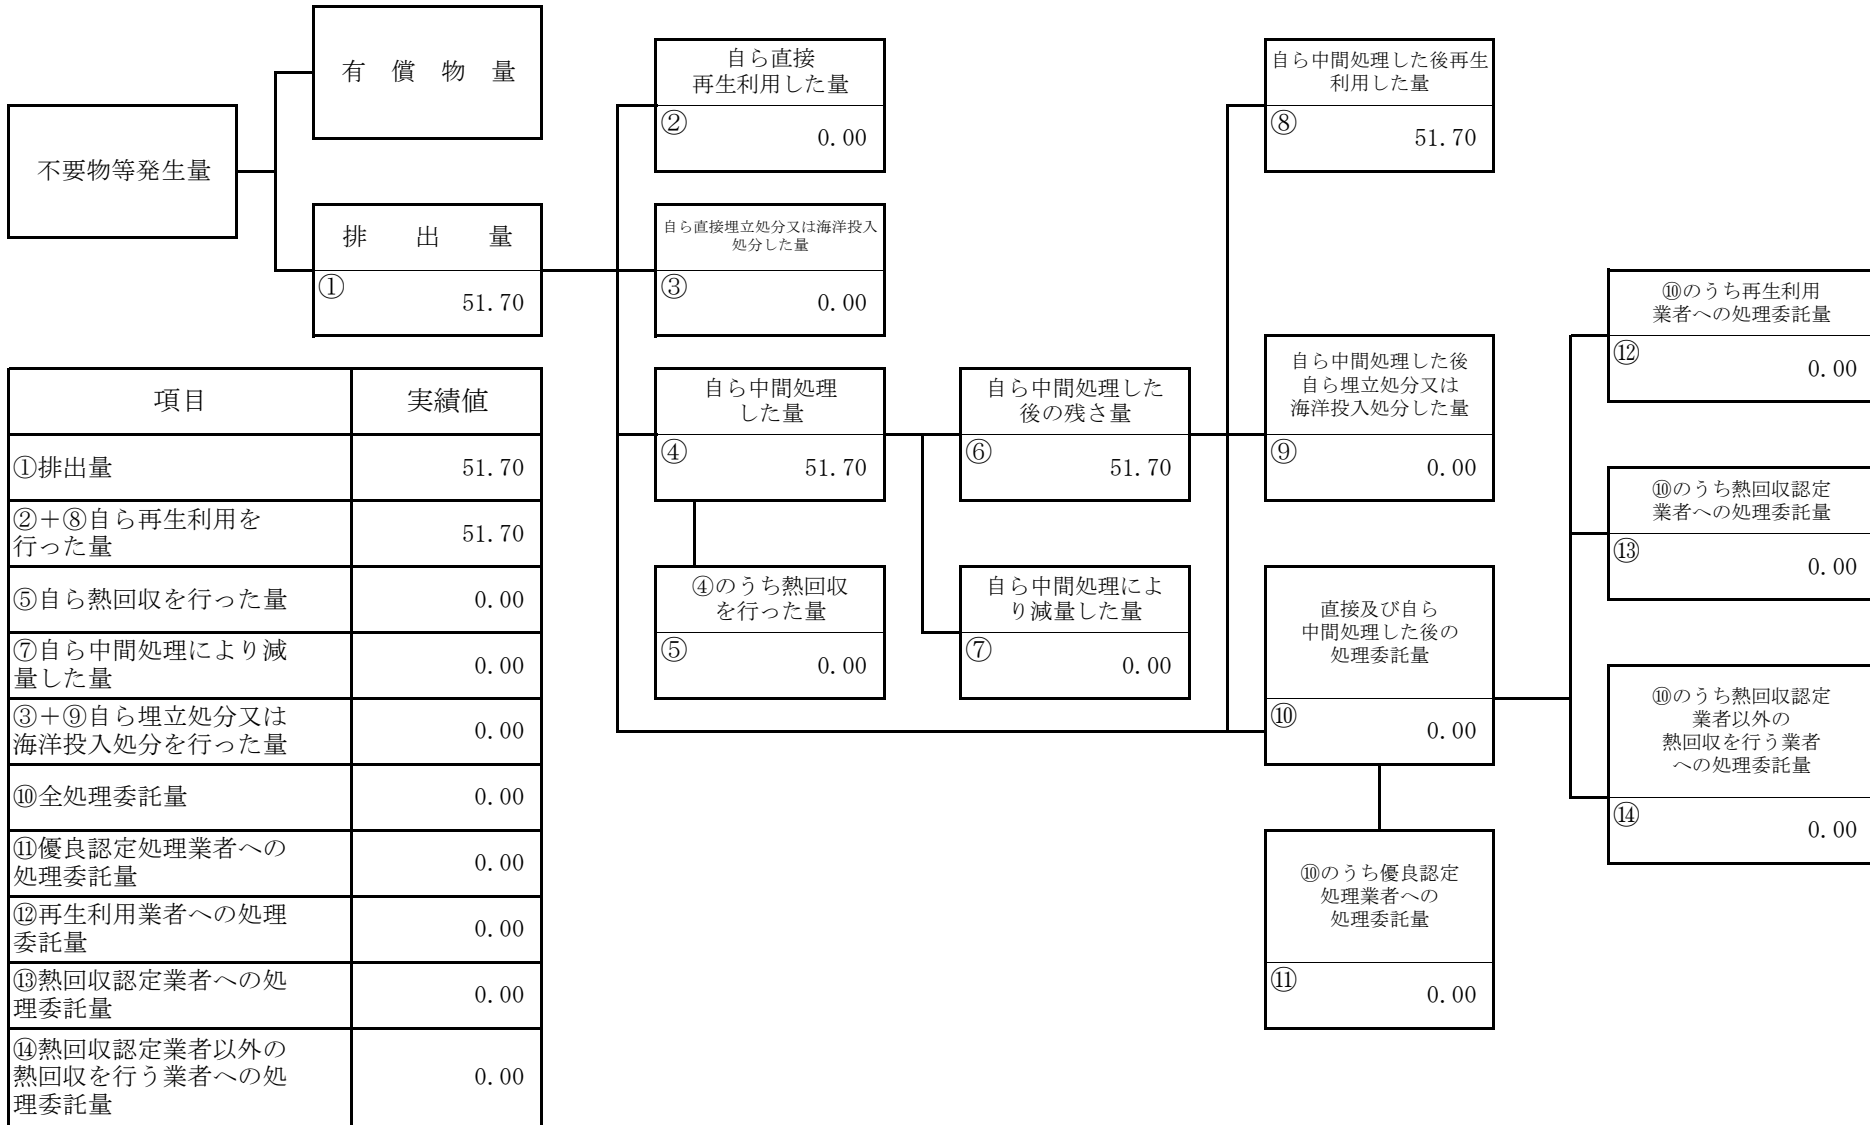 有償物量
不要物等発生量
排出量
①
51.70
自ら直接
再生利用した量
②
0.00
自ら直接埋立処分又は海洋投入
処分した量
③
0.00
自ら中間処理
した量
④
51.70
④のうち熱回収
を行った量
⑤
0.00
自ら中間処理した
後の残さ量
⑥
51.70
自ら中間処理によ
り減量した量
⑦
0.00
自ら中間処理した後再生
利用した量
⑧
51.70
自ら中間処理した後
自ら埋立処分又は
海洋投入処分した量
⑨
0.00
直接及び自ら
中間処理した後の
処理委託量
⑩
0.00
⑩のうち優良認定
処理業者への
処理委託量
⑪
0.00
⑩のうち再生利用
業者への処理委託量
⑫
0.00
⑩のうち熱回収認定
業者への処理委託量
⑬
0.00
⑩のうち熱回収認定
業者以外の
熱回収を行う業者
への処理委託量
⑭
0.00
項目 実績値
①排出量 51.70
②＋⑧自ら再生利用を
行った量 51.70
⑤自ら熱回収を行った量 0.00
⑦自ら中間処理により減
量した量 0.00
③＋⑨自ら埋立処分又は
海洋投入処分を行った量 0.00
⑩全処理委託量 0.00
⑪優良認定処理業者への
処理委託量 0.00
⑫再生利用業者への処理
委託量 0.00
⑬熱回収認定業者への処
理委託量 0.00
⑭熱回収認定業者以外の
熱回収を行う業者への処
理委託量 0.00